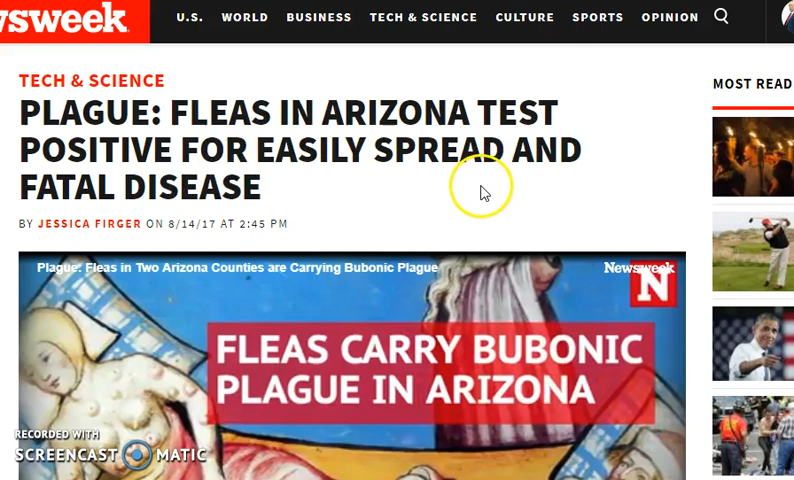 wsweek
U.S. WORLD BUSINESS TECH & SCIENCE CULTURE SPORTS OPINION
TECH & SCIENCE
PLAGUE: FLEAS IN ARIZONA TEST
POSITIVE FOR EASILY SPREAD AND
FATAL DISEASE
BY JESSICA FIRGER ON 8/14/17 AT 2:45 PM
MOST READ
Plague: Fleas in Two Arizona Counties are Carrying Bubonic Plague
Newsweek
N
FLEAS CARRY BUBONIC
PLAGUE IN ARIZONA
RECORDED WITH
SCREENCAST MATIC